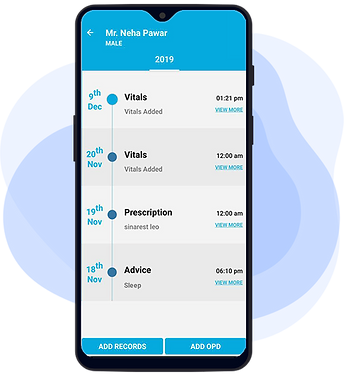 Mr. Neha Pawar
MALE
2019
9th Dec
Vitals
01:21 pm
Vitals Added
VIEW MORE
20th Nov
Vitals
12:00 am
Vitals Added
VIEW MORE
19th Nov
Prescription
12:00 am
sinarest leo
VIEW MORE
18th Nov
Advice
06:10 pm
Sleep
VIEW MORE
ADD RECORDS
ADD OPD